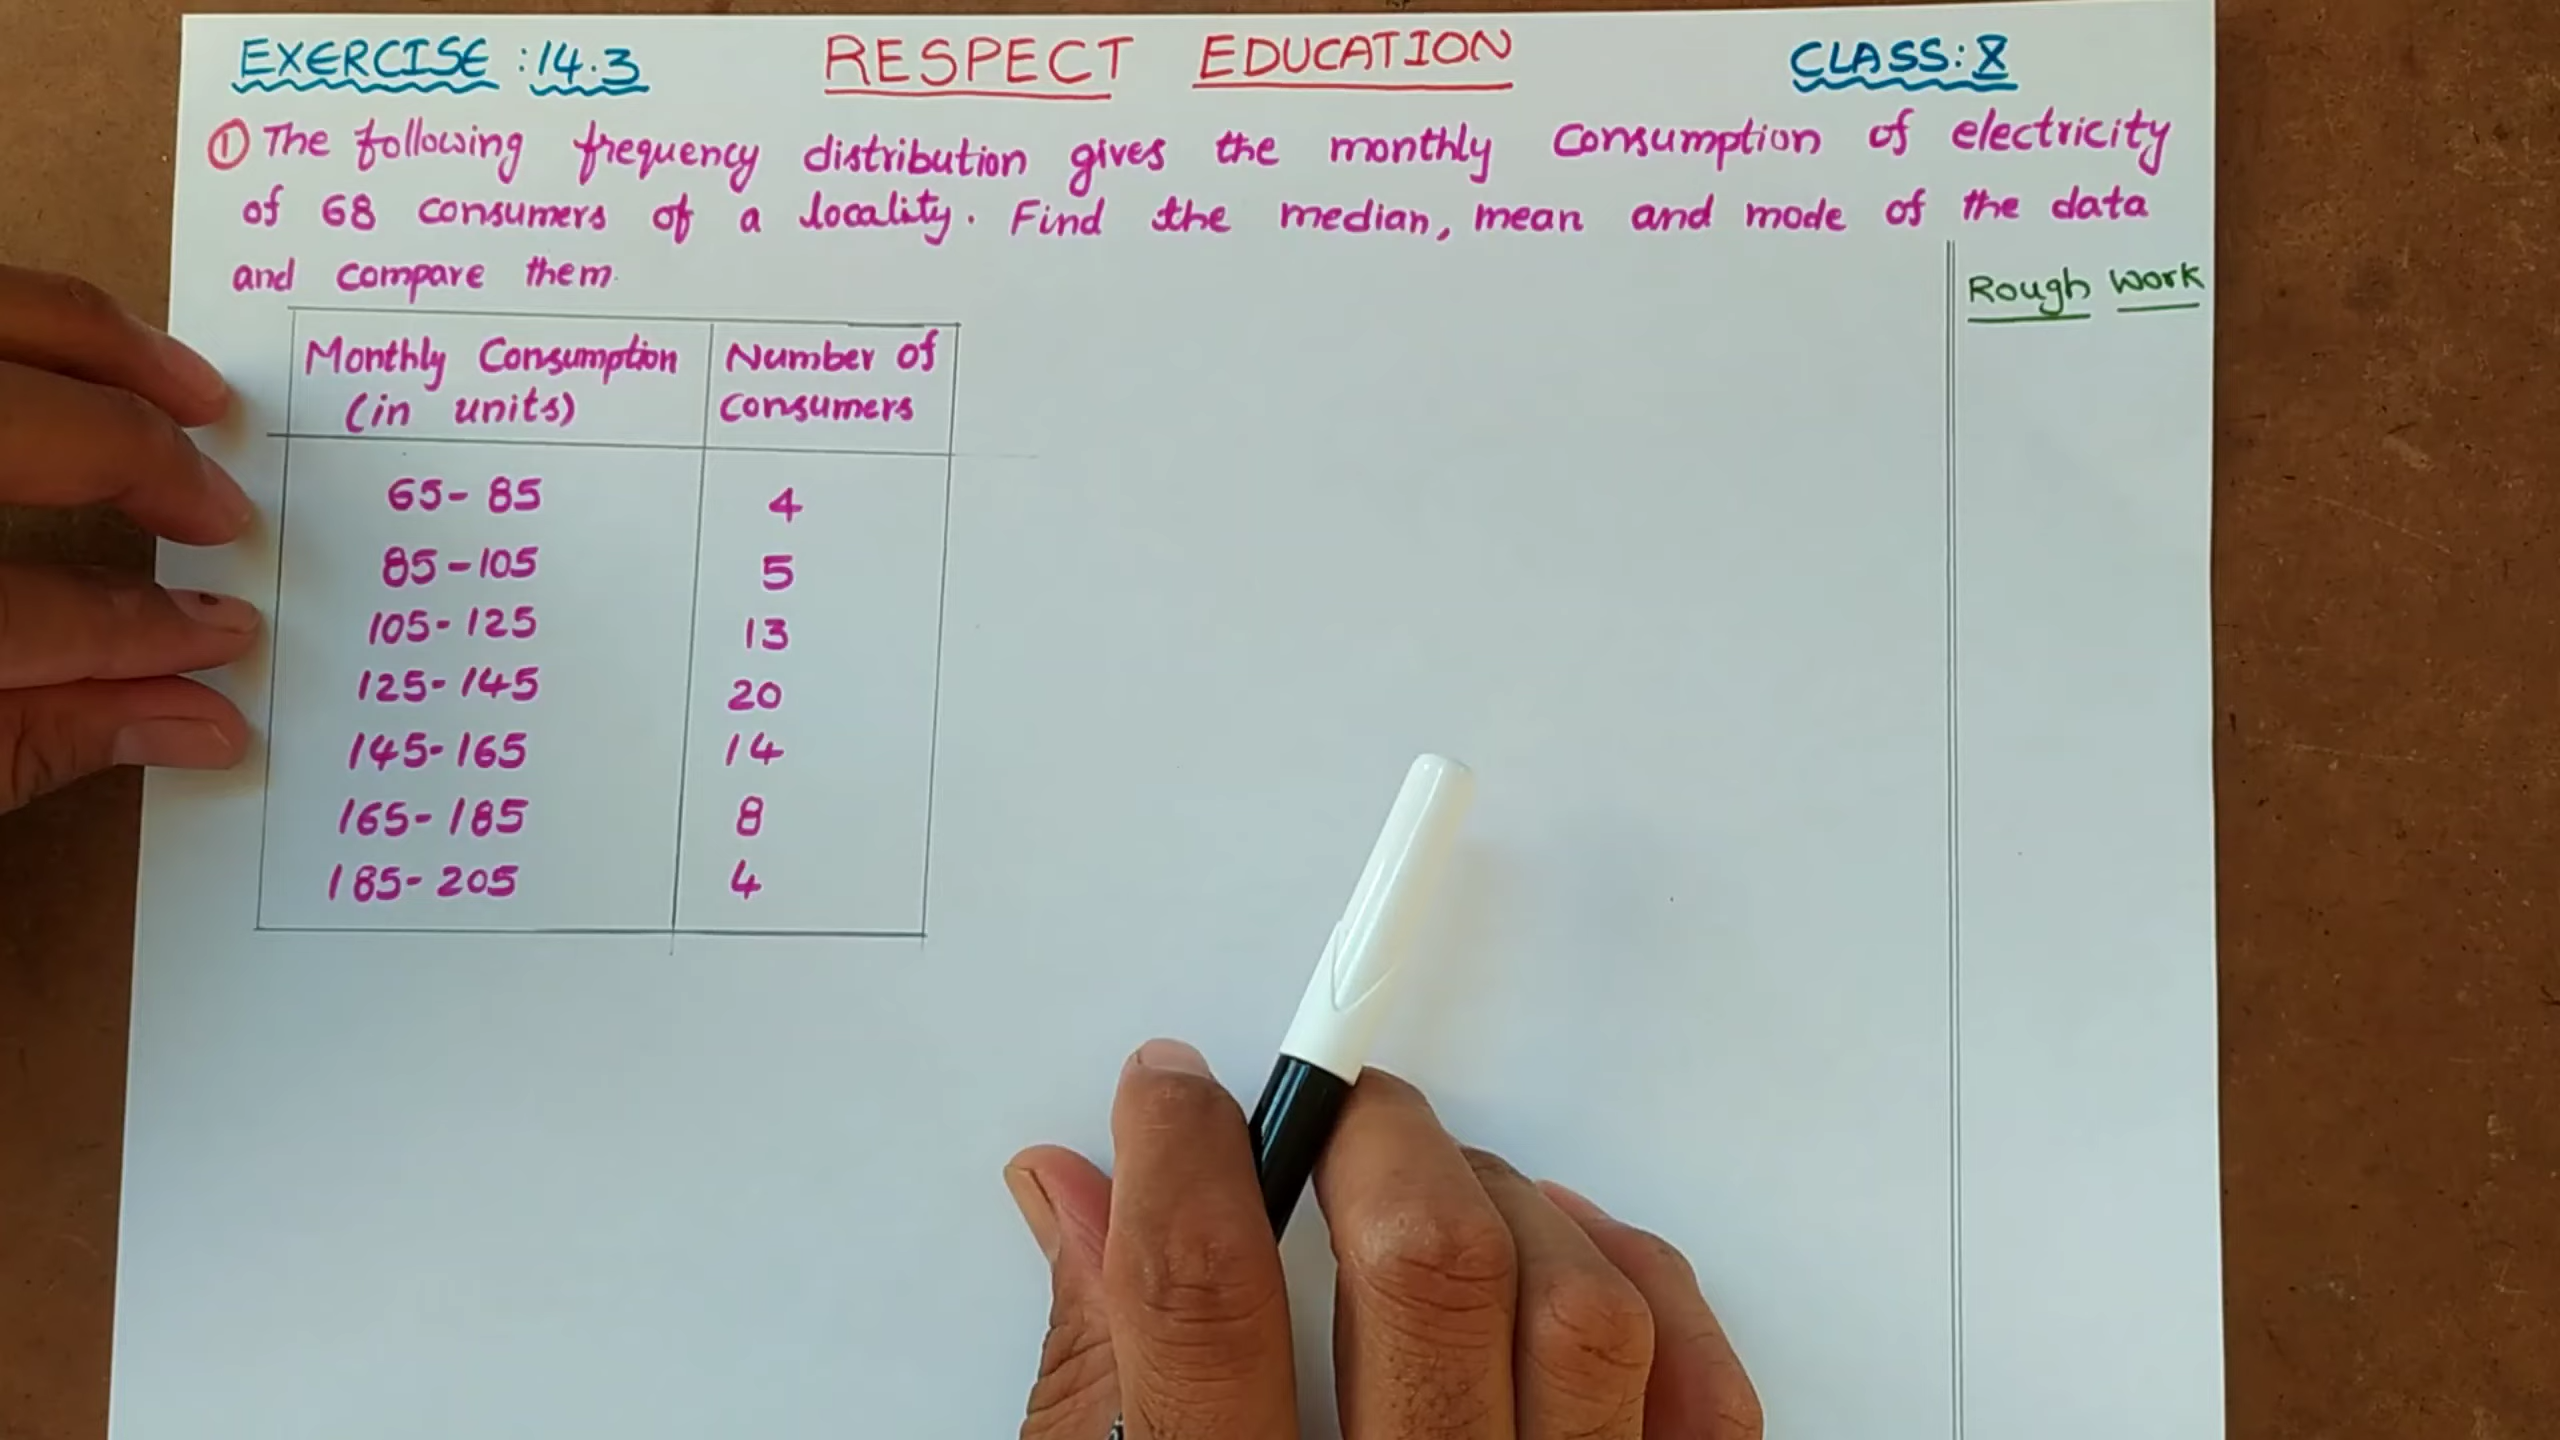 EXERCISE : 14.3 RESPECT EDUCATION CLASS: X
① The following frequency distribution gives the monthly consumption of electricity
of 68 consumers of a locality. Find the median, mean and mode of the data
and compare them.
Rough Work
Monthly Consumption Number of
(in units) consumers
65- 85 4
85-105 5
105-125 13
125-145 20
145-165 14
165-185 8
185-205 4